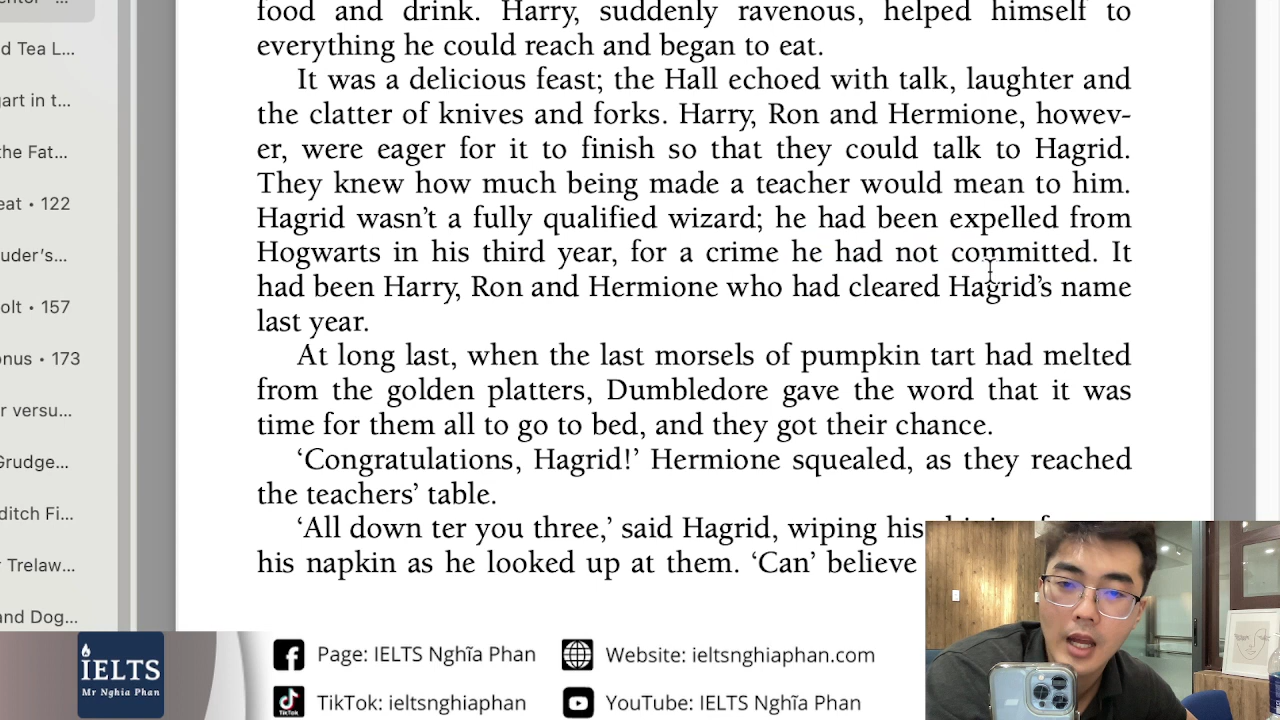 d Tea L...
gart in t...
the Fat...
eat • 122
uder's...
olt • 157
onus • 173
r versu...
Grudge...
ditch Fi...
r Trelaw...
and Dog...
food and drink. Harry, suddenly ravenous, helped himself to
everything he could reach and began to eat.
It was a delicious feast; the Hall echoed with talk, laughter and
the clatter of knives and forks. Harry, Ron and Hermione, howev-
er, were eager for it to finish so that they could talk to Hagrid.
They knew how much being made a teacher would mean to him.
Hagrid wasn't a fully qualified wizard; he had been expelled from
Hogwarts in his third year, for a crime he had not committed. It
had been Harry, Ron and Hermione who had cleared Hagrid's name
last year.
At long last, when the last morsels of pumpkin tart had melted
from the golden platters, Dumbledore gave the word that it was
time for them all to go to bed, and they got their chance.
'Congratulations, Hagrid!' Hermione squealed, as they reached
the teachers' table.
'All down ter you three,' said Hagrid, wiping his
his napkin as he looked up at them. 'Can' believe
IELTS
Mr Nghia Phan
Page: IELTS Nghĩa Phan
Website: ieltsnghiaphan.com
TikTok
TikTok: ieltsnghiaphan
YouTube: IELTS Nghĩa Phan